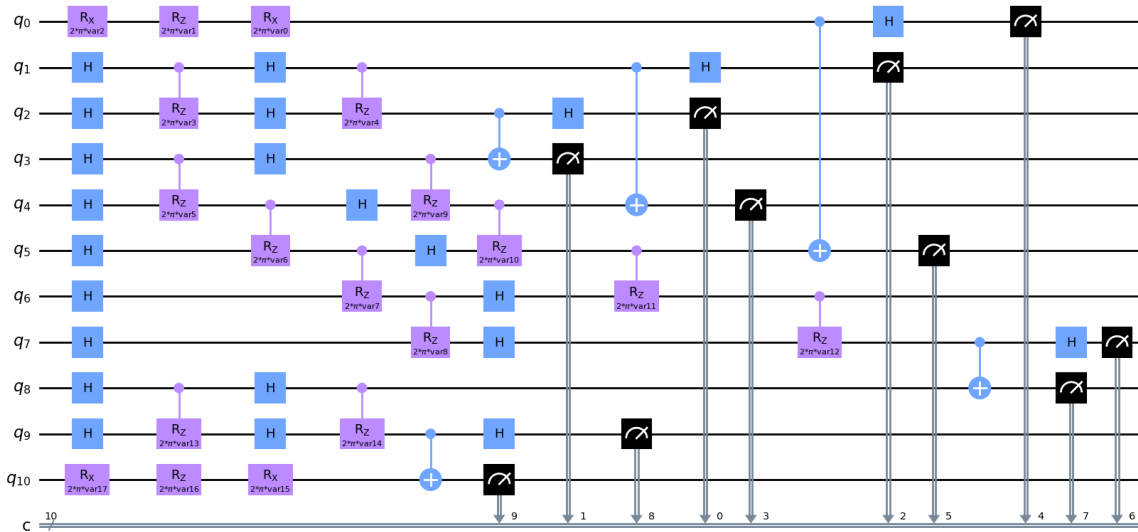 q0 RX 2*π*var2 RZ 2*π*var1 RX 2*π*var0 H
q1 H H H
q2 H RZ 2*π*var3 H RZ 2*π*var4 H
q3 H H
q4 H RZ 2*π*var5 H RZ 2*π*var9
q5 H RZ 2*π*var6 H RZ 2*π*var10
q6 H RZ 2*π*var7 H RZ 2*π*var11
q7 H RZ 2*π*var8 H RZ 2*π*var12 H
q8 H H
q9 H RZ 2*π*var13 H RZ 2*π*var14 H
q10 RX 2*π*var17 RZ 2*π*var16 RX 2*π*var15
c 10 9 1 8 0 3 2 5 4 7 6